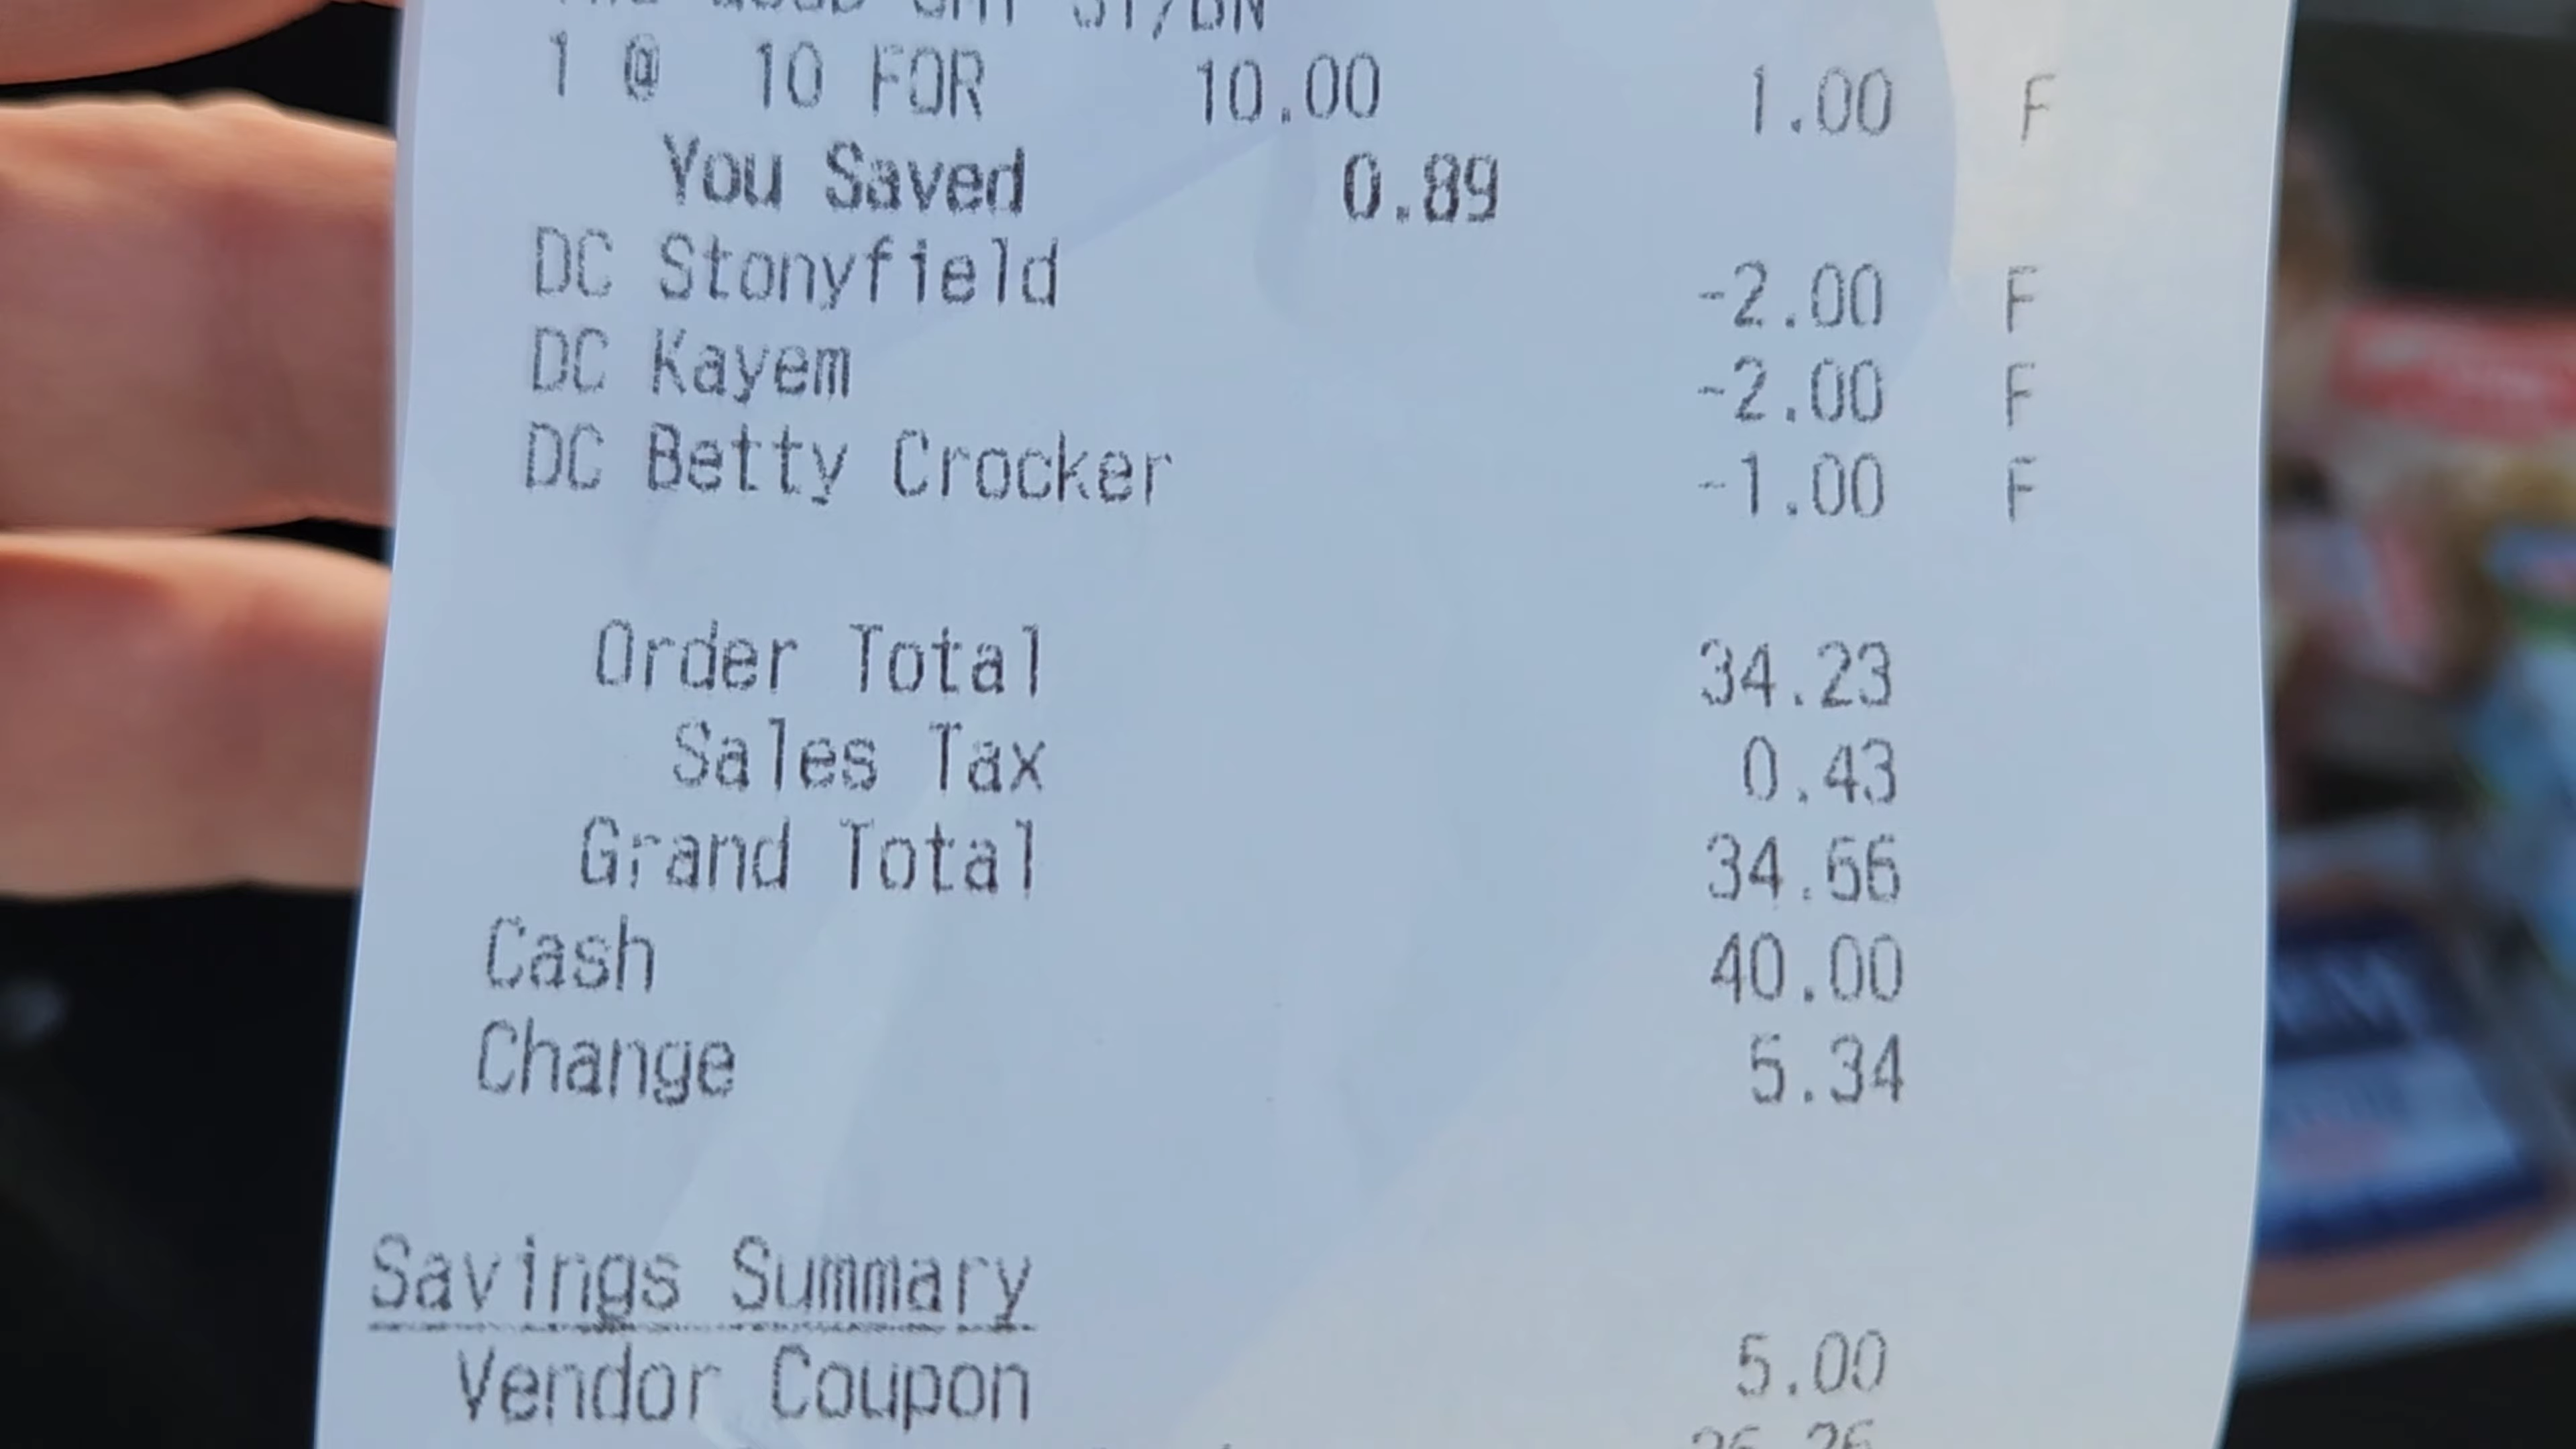 1 @ 10 FOR 10.00 1.00 F
You Saved 0.89
DC Stonyfield -2.00 F
DC Kayem -2.00 F
DC Betty Crocker -1.00 F
Order Total 34.23
Sales Tax 0.43
Grand Total 34.66
Cash 40.00
Change 5.34
Savings Summary
Vendor Coupon 5.00